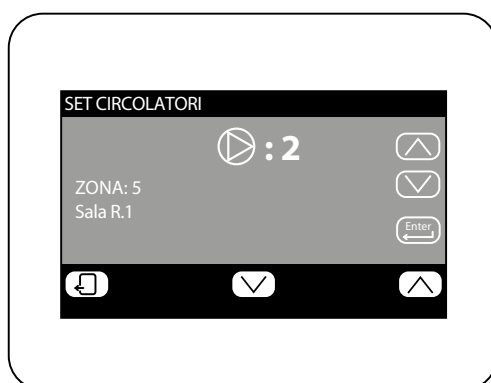 SET CIRCOLATORI
: 2
ZONA: 5
Sala R.1
Enter